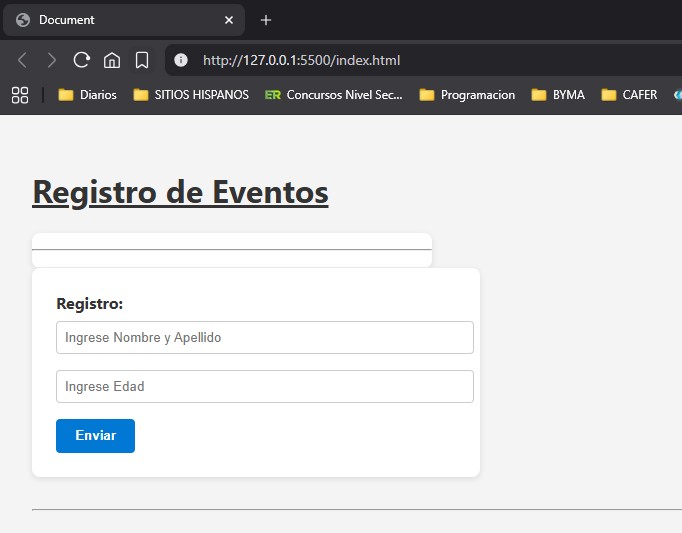 Document
http://127.0.0.1:5500/index.html
Diarios SITIOS HISPANOS ER Concursos Nivel Sec... Programacion BYMA CAFER
Registro de Eventos
Registro:
Ingrese Nombre y Apellido
Ingrese Edad
Enviar